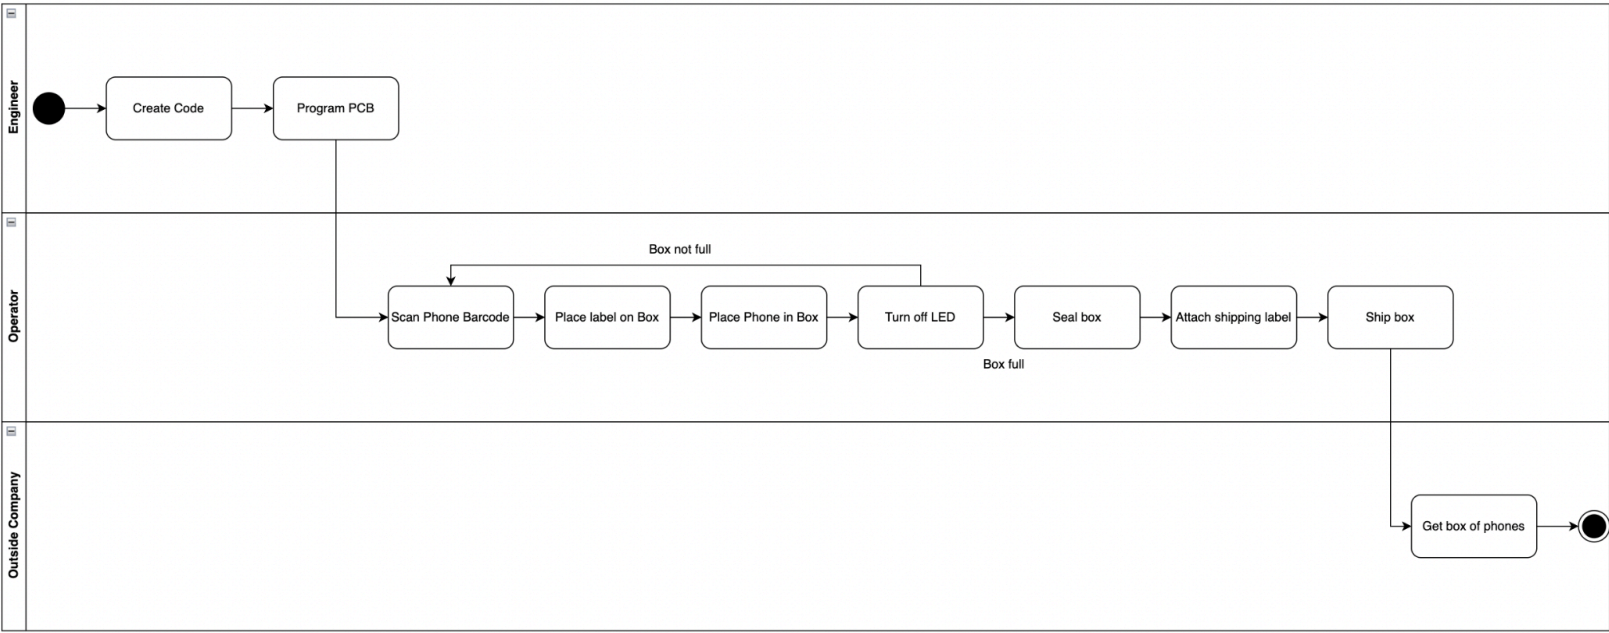 Engineer
Create Code
Program PCB
Operator
Box not full
Scan Phone Barcode
Place label on Box
Place Phone in Box
Turn off LED
Seal box
Attach shipping label
Ship box
Box full
Outside Company
Get box of phones